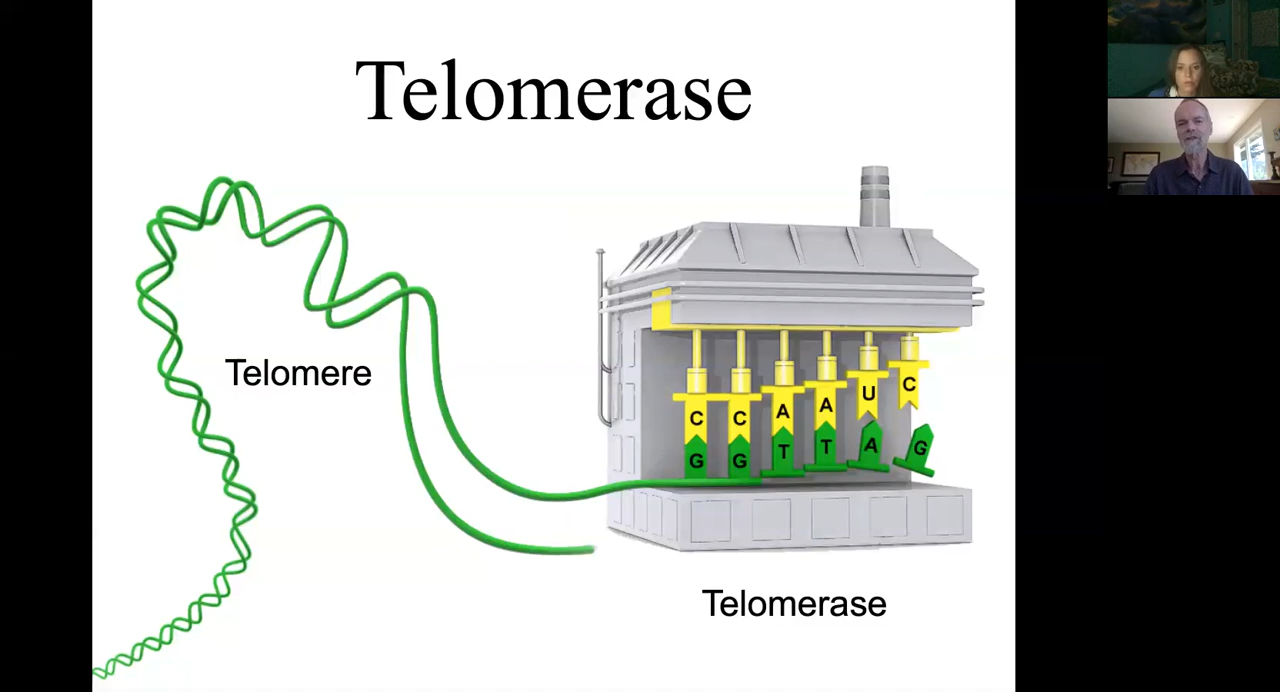 Telomerase
Telomere
C C A A U C
G G T T A G
Telomerase